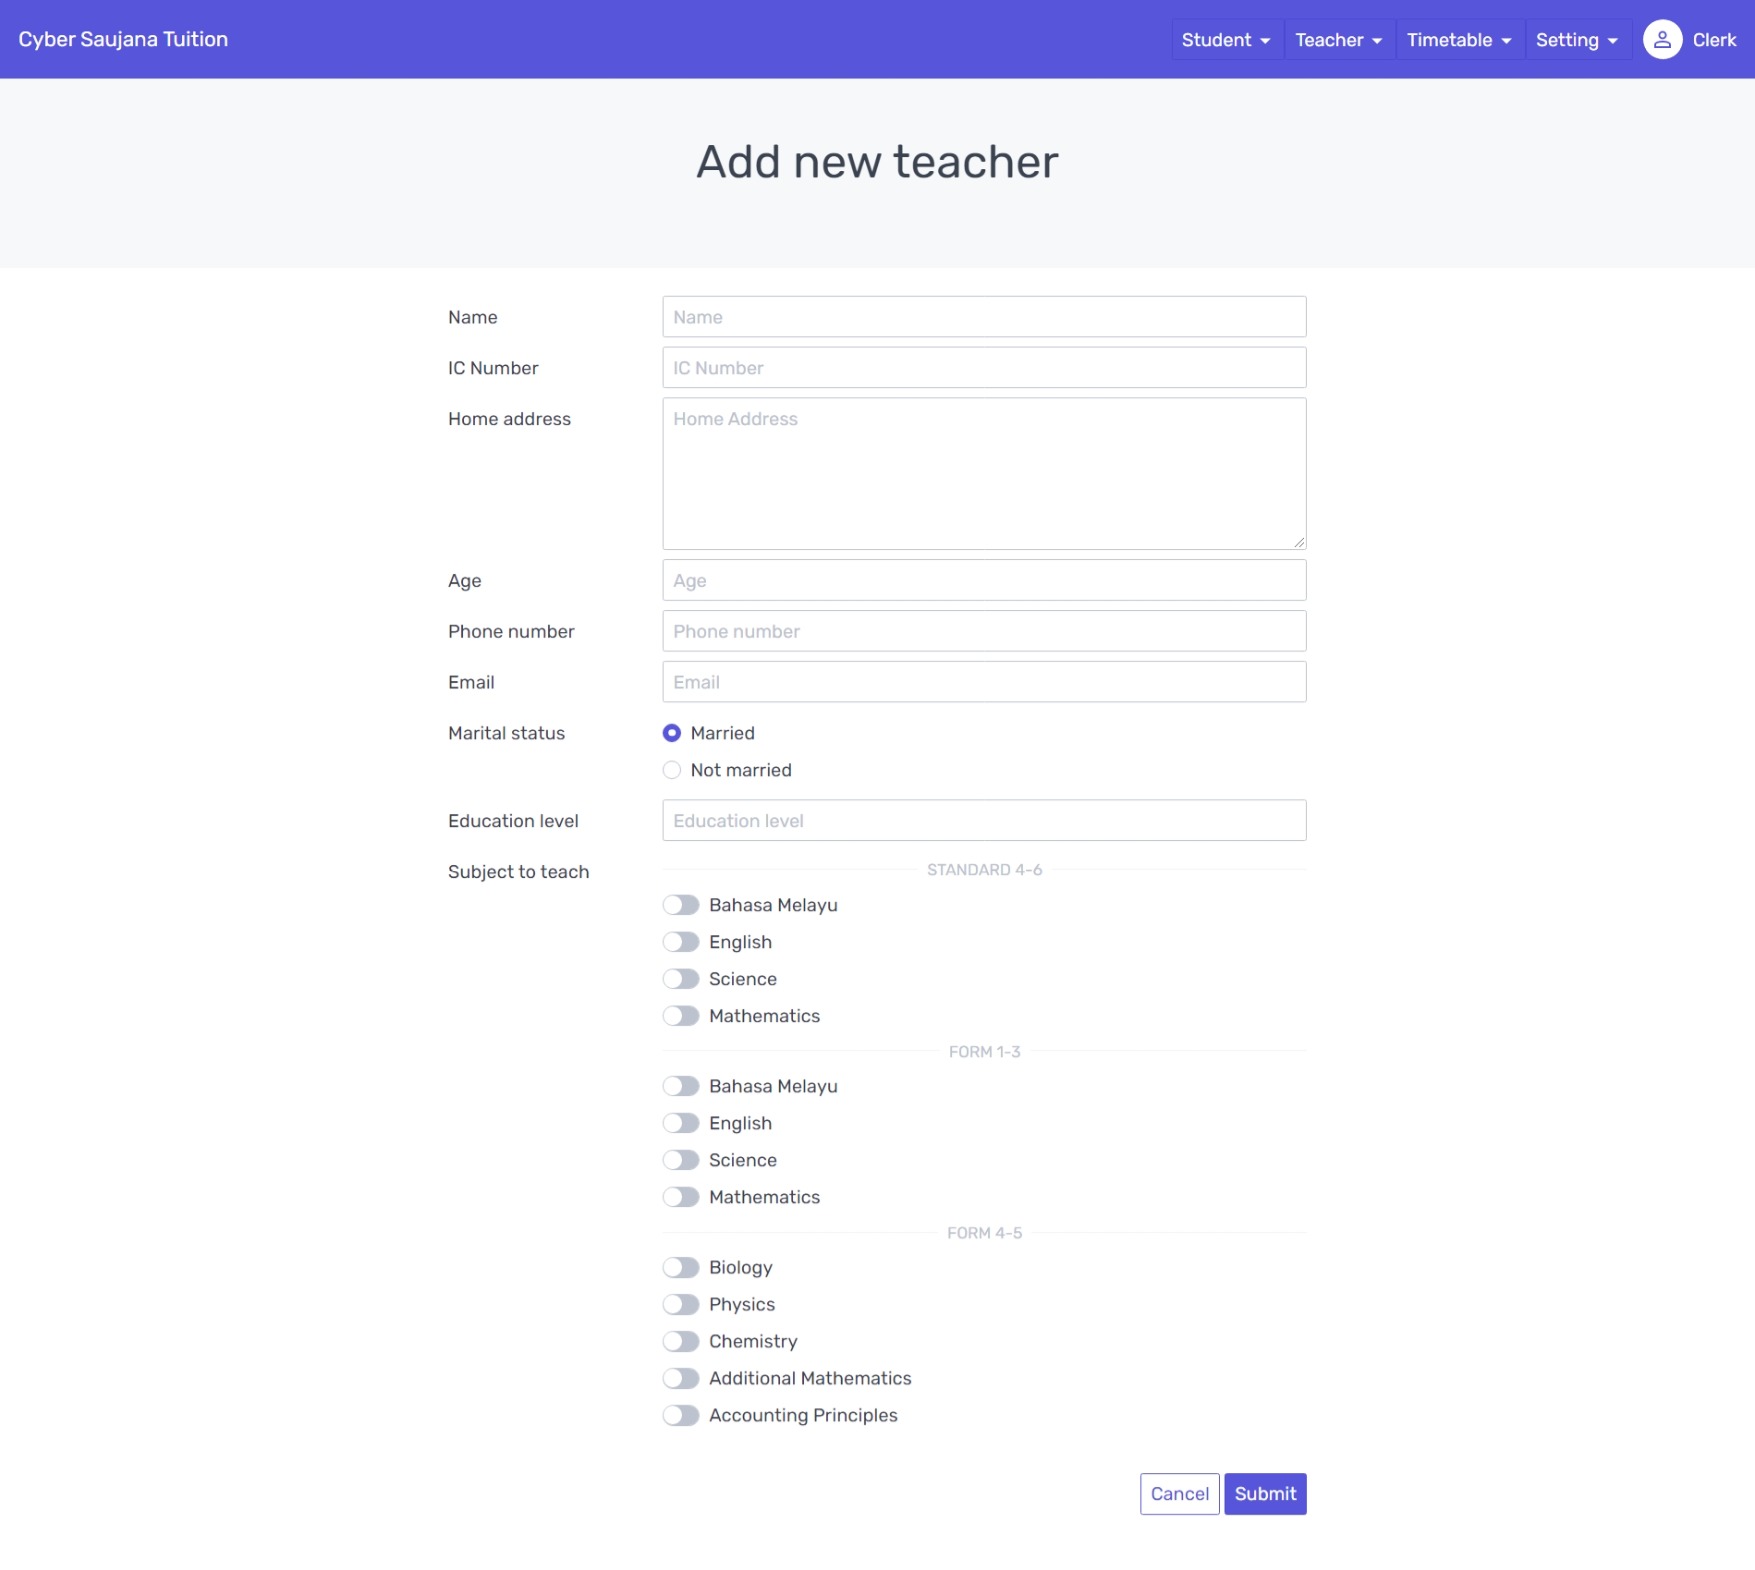 Cyber Saujana Tuition
Student
Teacher
Timetable
Setting
Clerk
Add new teacher
Name
Name
IC Number
IC Number
Home address
Home Address
Age
Age
Phone number
Phone number
Email
Email
Marital status
Married
Not married
Education level
Education level
Subject to teach
STANDARD 4-6
Bahasa Melayu
English
Science
Mathematics
FORM 1-3
Bahasa Melayu
English
Science
Mathematics
FORM 4-5
Biology
Physics
Chemistry
Additional Mathematics
Accounting Principles
Cancel
Submit